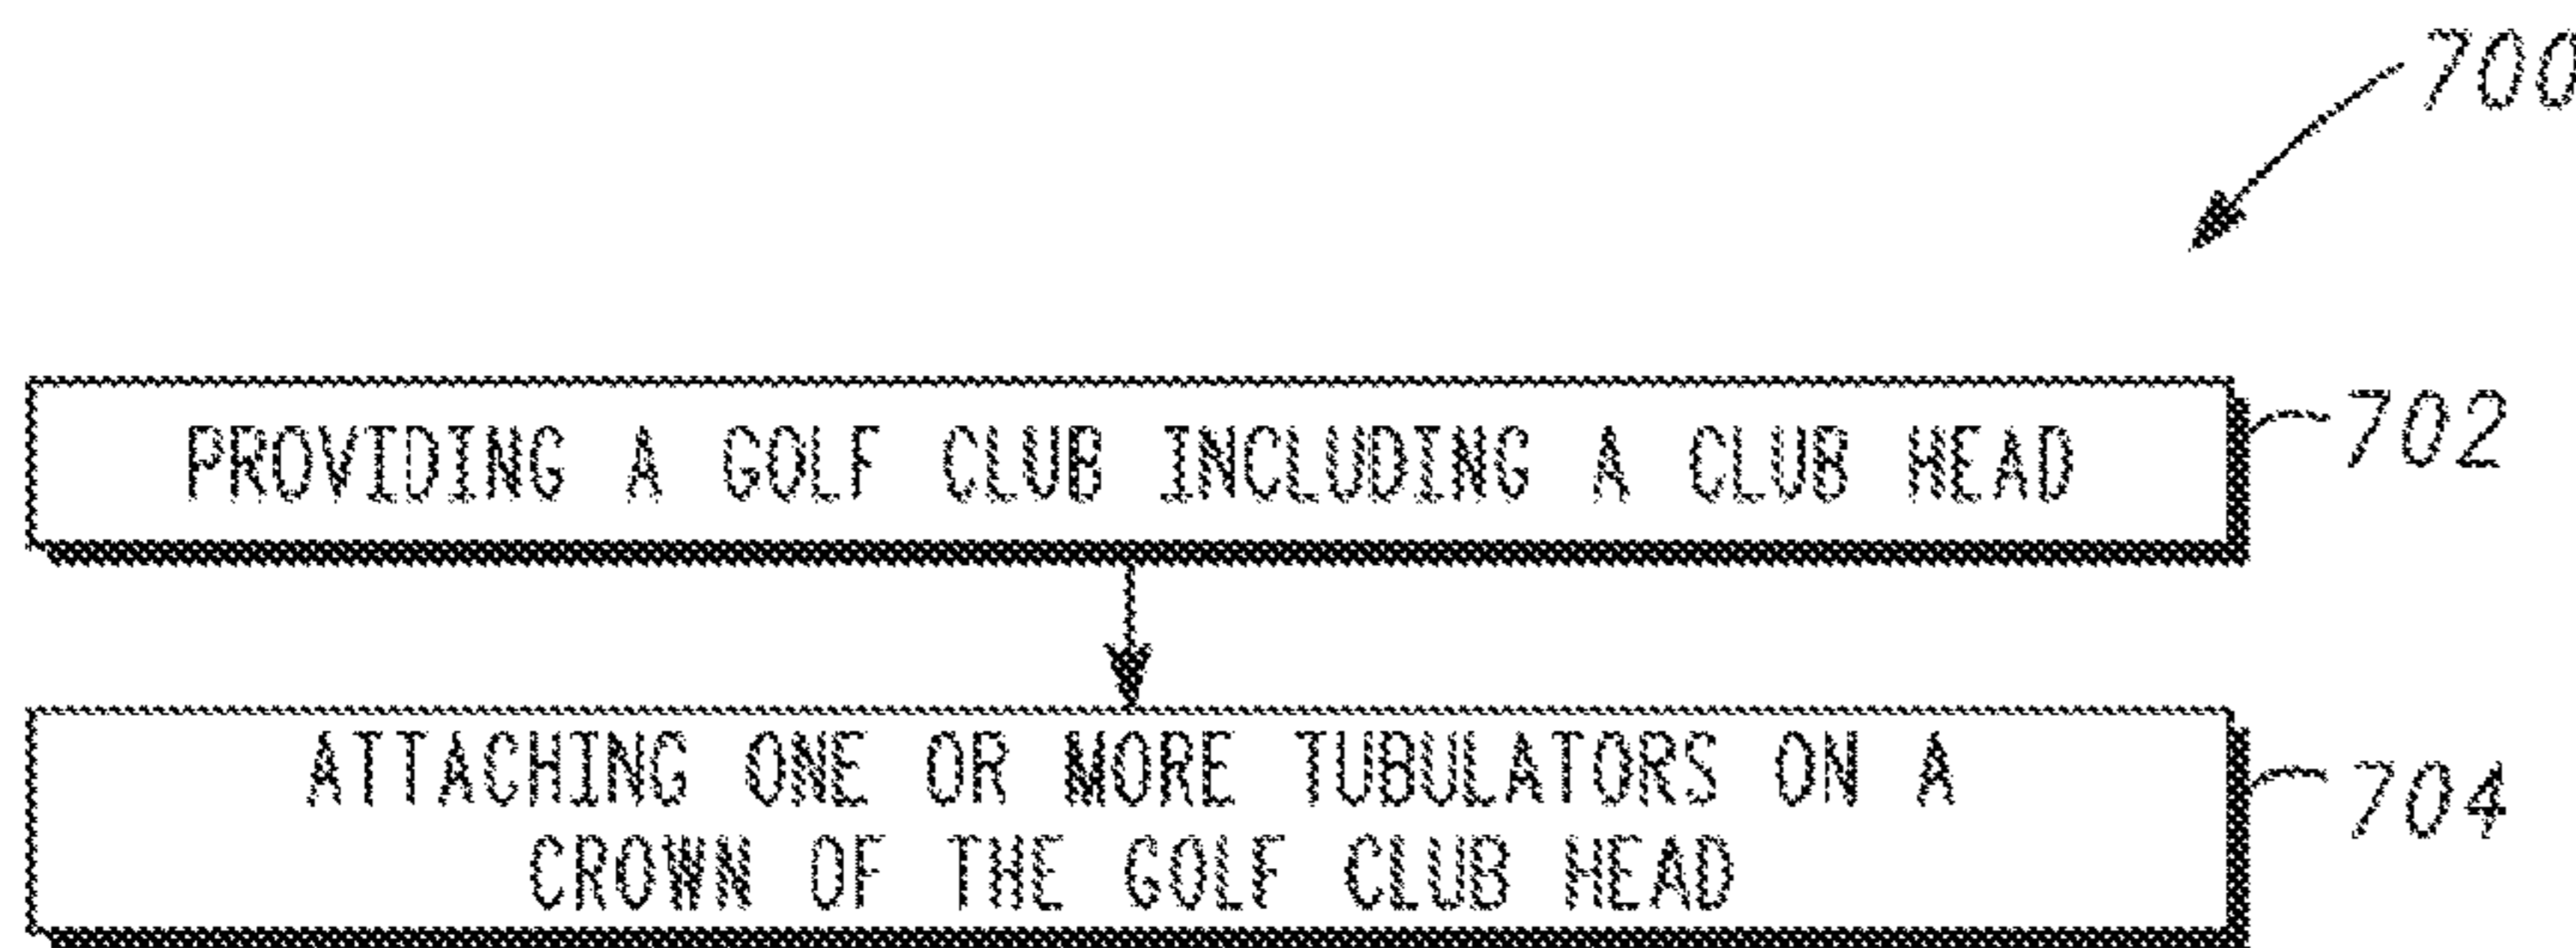 700
PROVIDING A GOLF CLUB INCLUDING A CLUB HEAD
702
ATTACHING ONE OR MORE TUBULATORS ON A
CROWN OF THE GOLF CLUB HEAD
704